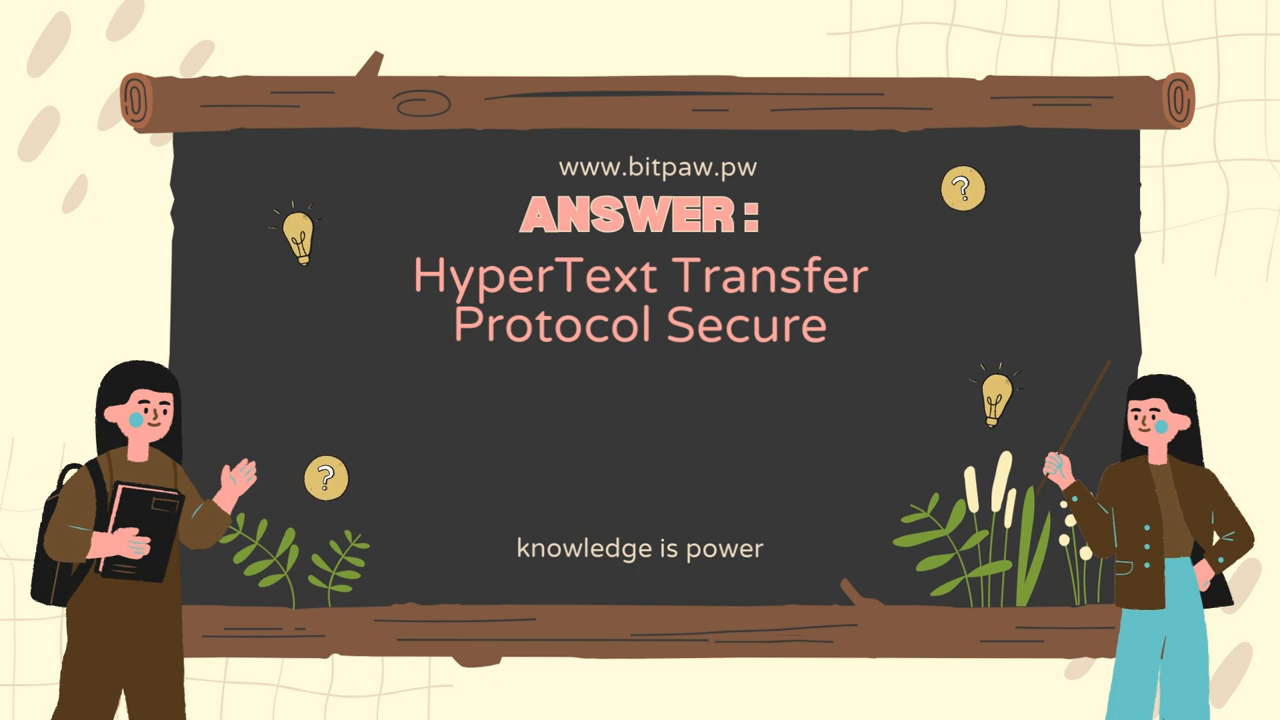 www.bitpaw.pw
ANSWER:
HyperText Transfer
Protocol Secure
knowledge is power